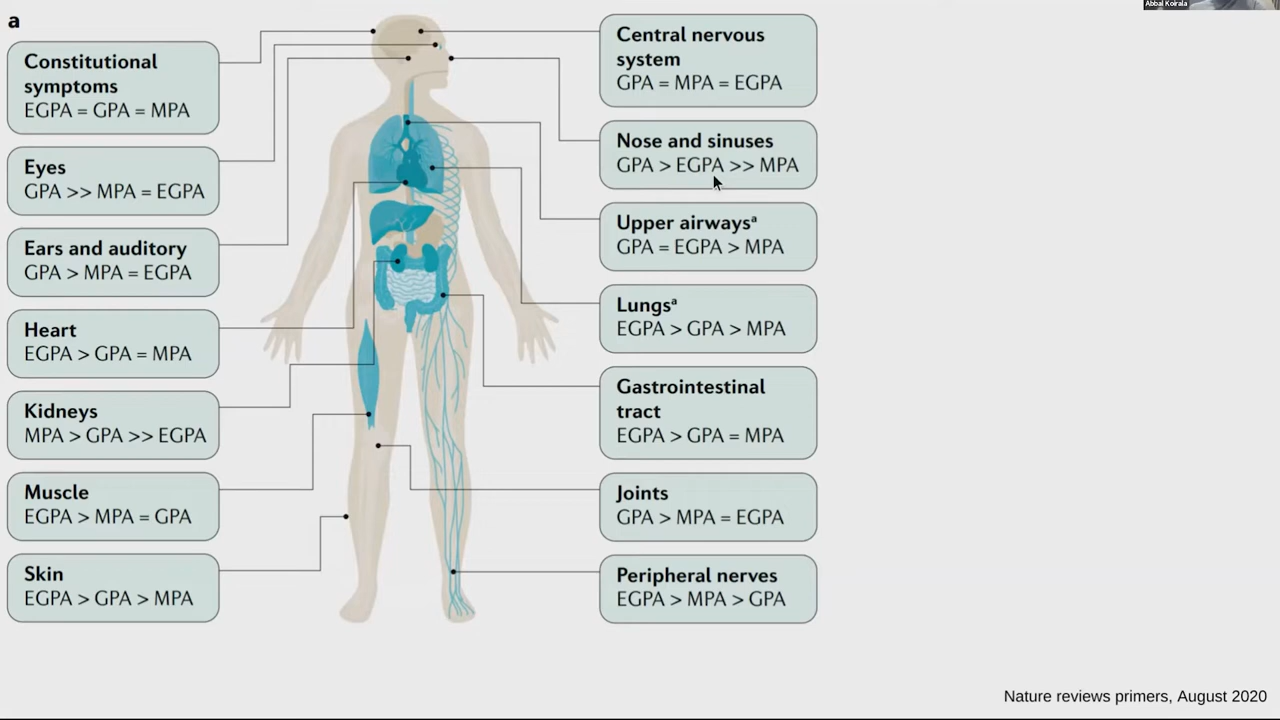 Abbal Koirala
a
Constitutional
symptoms
EGPA = GPA = MPA
Eyes
GPA >> MPA = EGPA
Ears and auditory
GPA > MPA = EGPA
Heart
EGPA > GPA = MPA
Kidneys
MPA > GPA >> EGPA
Muscle
EGPA > MPA = GPA
Skin
EGPA > GPA > MPA
Central nervous
system
GPA = MPA = EGPA
Nose and sinuses
GPA > EGPA >> MPA
Upper airwaysᵃ
GPA = EGPA > MPA
Lungsᵃ
EGPA > GPA > MPA
Gastrointestinal
tract
EGPA > GPA = MPA
Joints
GPA > MPA = EGPA
Peripheral nerves
EGPA > MPA > GPA
Nature reviews primers, August 2020